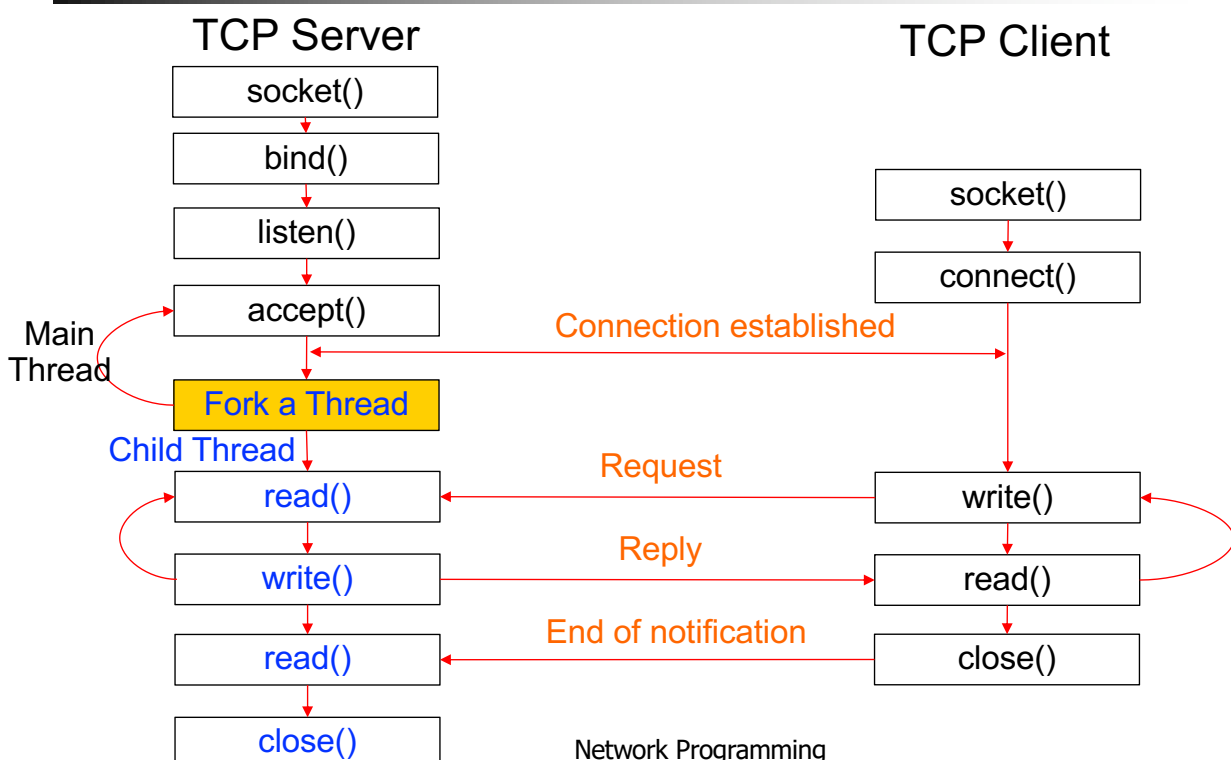 TCP Server
TCP Client
socket()
bind()
socket()
listen()
connect()
accept()
Connection established
Main
Thread
Fork a Thread
Child Thread
Request
read()
write()
Reply
write()
read()
End of notification
read()
close()
close()
Network Programming